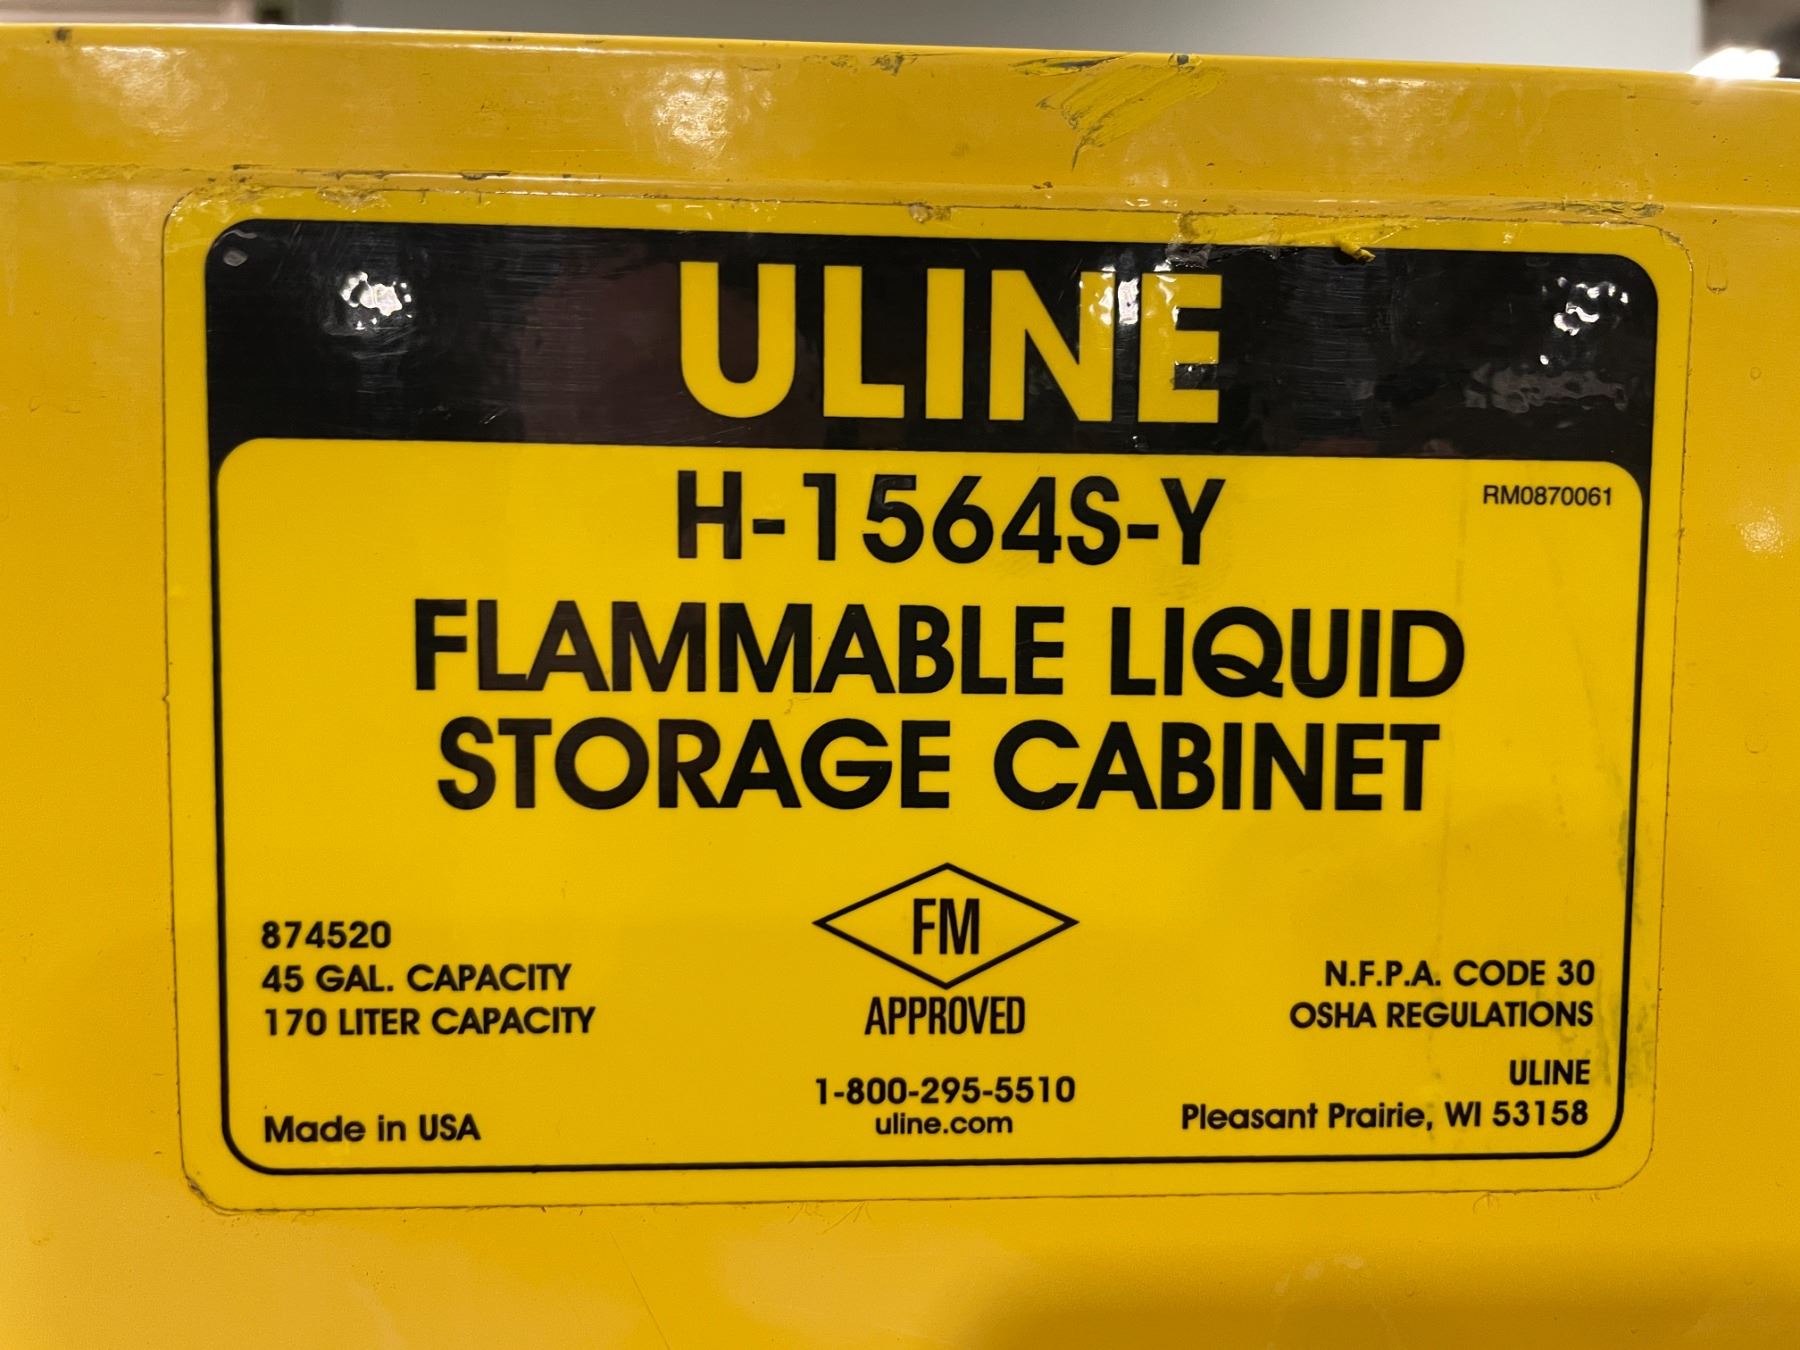 ULINE
H-1564S-Y
RM0870061
FLAMMABLE LIQUID
STORAGE CABINET
874520
45 GAL. CAPACITY
170 LITER CAPACITY
Made in USA
FM
APPROVED
1-800-295-5510
uline.com
N.F.P.A. CODE 30
OSHA REGULATIONS
ULINE
Pleasant Prairie, WI 53158